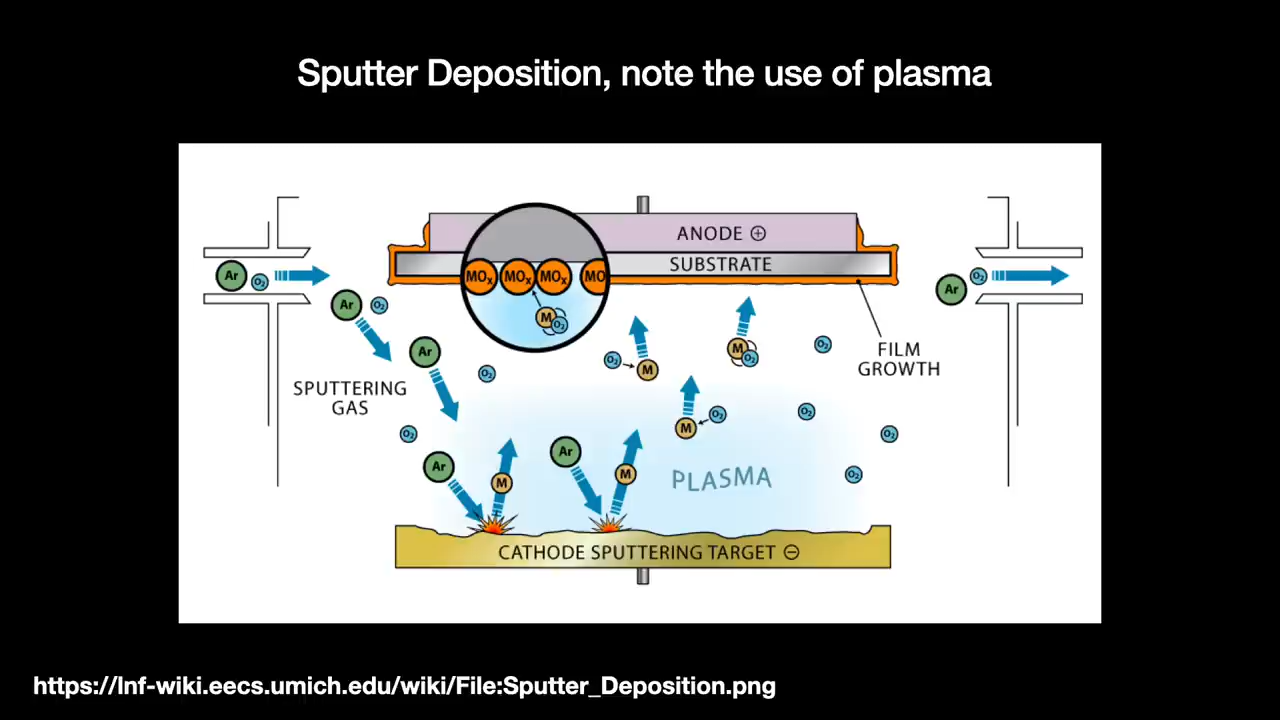 Sputter Deposition, note the use of plasma
ANODE ⊕
SUBSTRATE
MOx MOx MOx MO
Ar O2
Ar O2
Ar O2
M O2
Ar
O2
O2 M
M O2
O2
FILM
GROWTH
SPUTTERING
GAS
M O2
O2
O2
O2
Ar
Ar
M
M
PLASMA
O2
CATHODE SPUTTERING TARGET ⊖
https://lnf-wiki.eecs.umich.edu/wiki/File:Sputter_Deposition.png